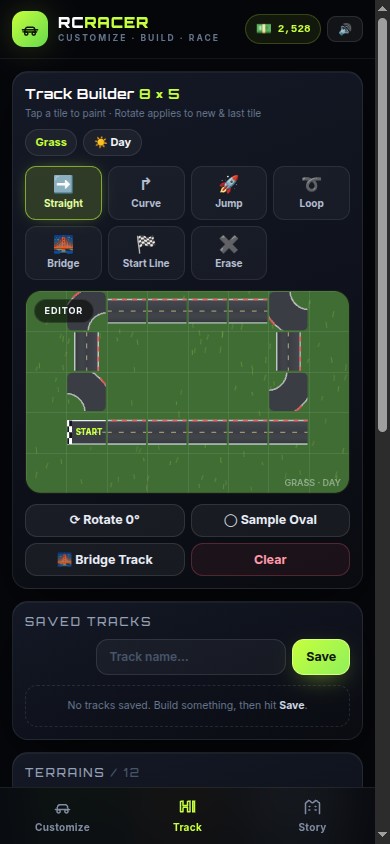 RCRACER
CUSTOMIZE · BUILD · RACE
2,528
Track Builder 8 x 5
Tap a tile to paint · Rotate applies to new & last tile
Grass
Day
Straight
Curve
Jump
Loop
Bridge
Start Line
Erase
EDITOR
START
GRASS · DAY
Rotate 0°
Sample Oval
Bridge Track
Clear
SAVED TRACKS
Track name...
Save
No tracks saved. Build something, then hit Save.
TERRAINS / 12
Customize
Track
Story